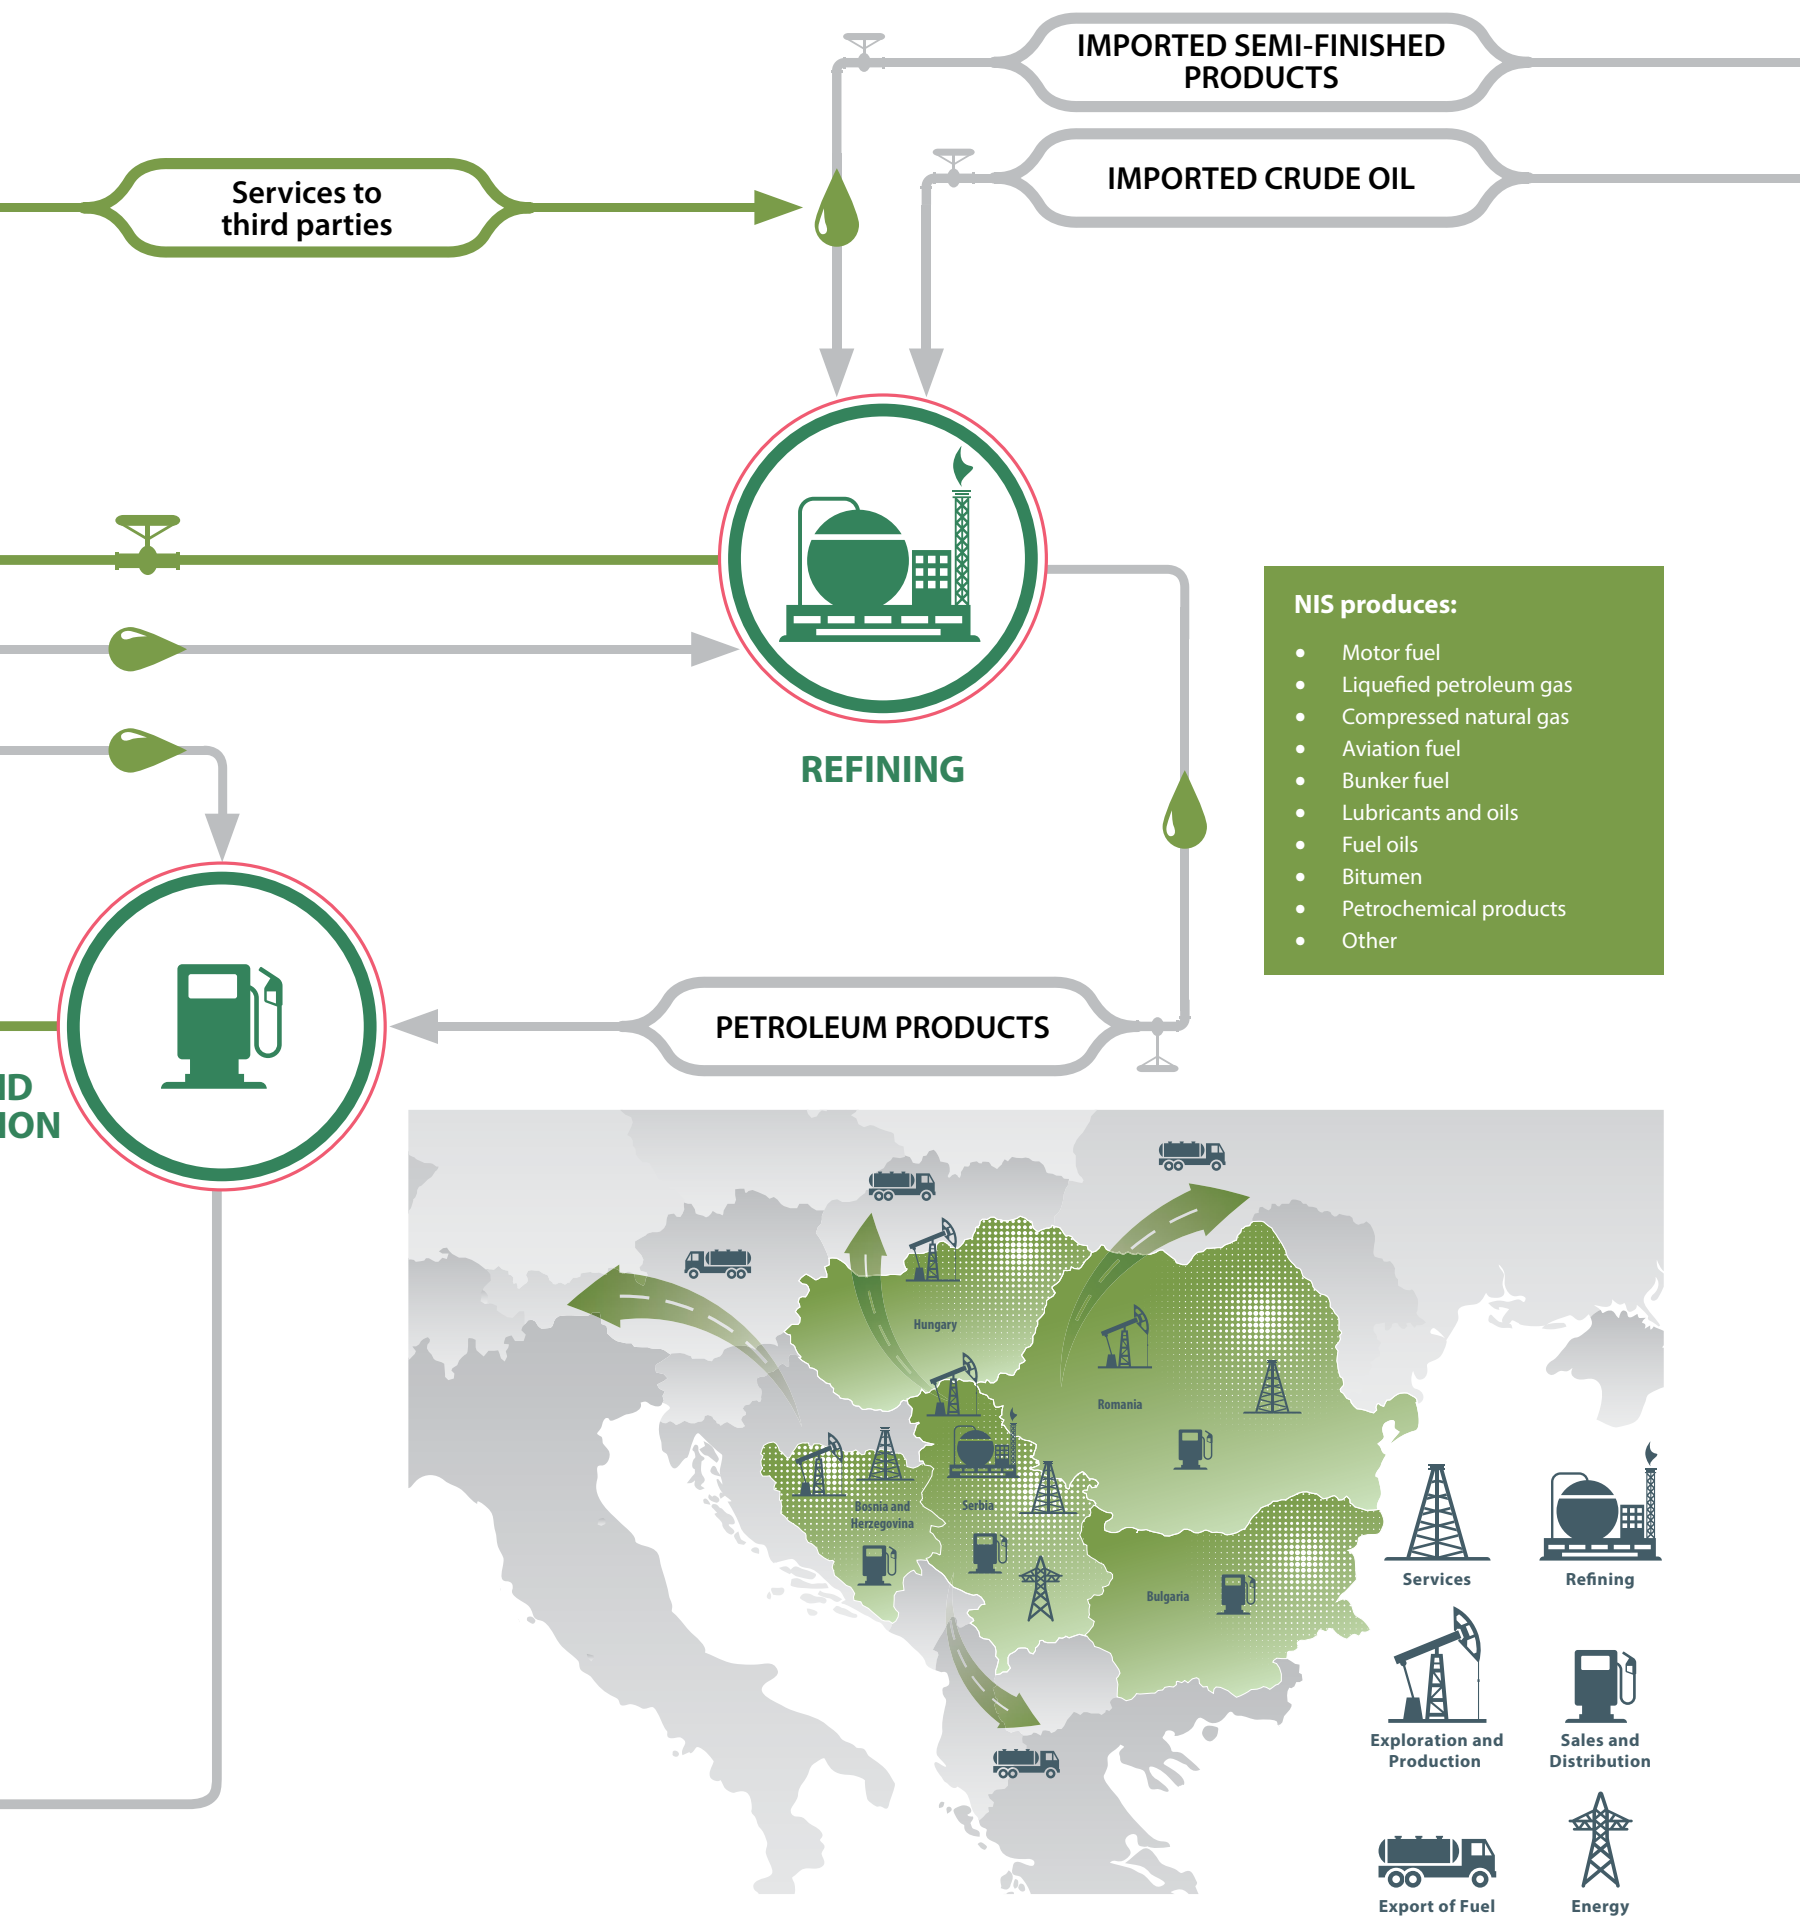 IMPORTED SEMI-FINISHED
PRODUCTS
IMPORTED CRUDE OIL
Services to
third parties
REFINING
NIS produces:
• Motor fuel
• Liquefied petroleum gas
• Compressed natural gas
• Aviation fuel
• Bunker fuel
• Lubricants and oils
• Fuel oils
• Bitumen
• Petrochemical products
• Other
PETROLEUM PRODUCTS
ID
ION
Hungary
Romania
Bosnia and
Herzegovina
Serbia
Bulgaria
Services
Refining
Exploration and
Production
Sales and
Distribution
Export of Fuel
Energy